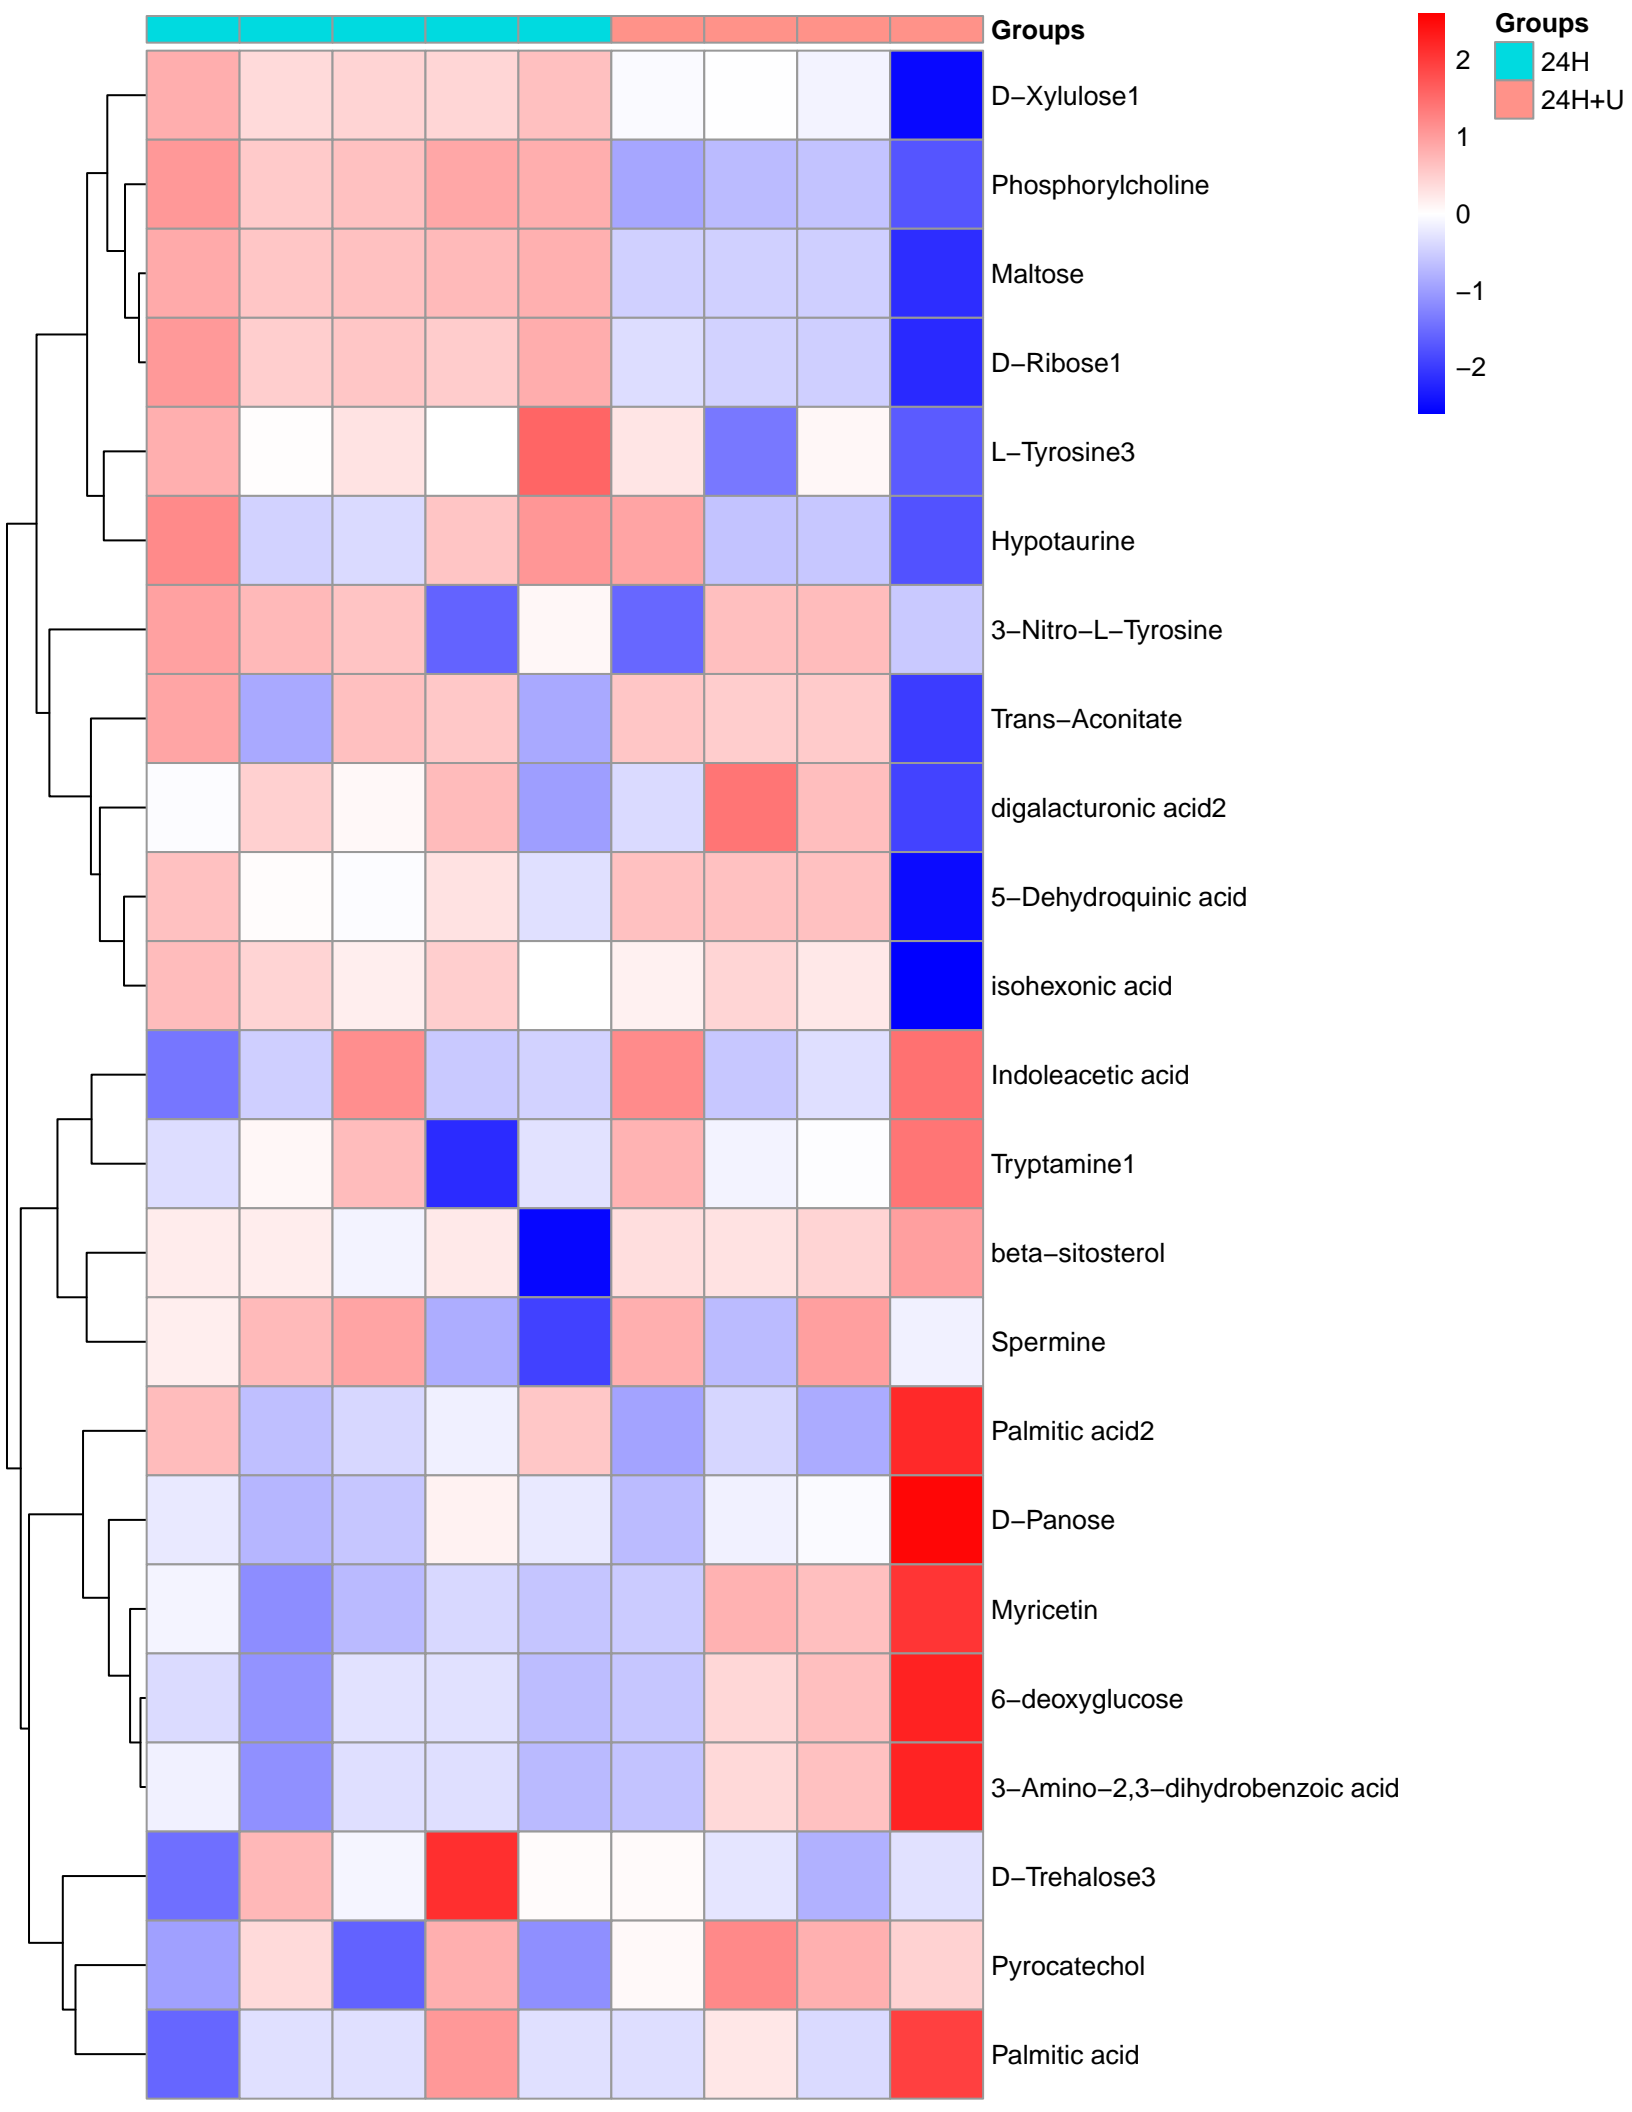 Groups
D−Xylulose1
Phosphorylcholine
Maltose
D−Ribose1
L−Tyrosine3
Hypotaurine
3−Nitro−L−Tyrosine
Trans−Aconitate
digalacturonic acid2
5−Dehydroquinic acid
isohexonic acid
Indoleacetic acid
Tryptamine1
beta−sitosterol
Spermine
Palmitic acid2
D−Panose
Myricetin
6−deoxyglucose
3−Amino−2,3−dihydrobenzoic acid
D−Trehalose3
Pyrocatechol
Palmitic acid
2
1
0
−1
−2
Groups
24H
24H+U